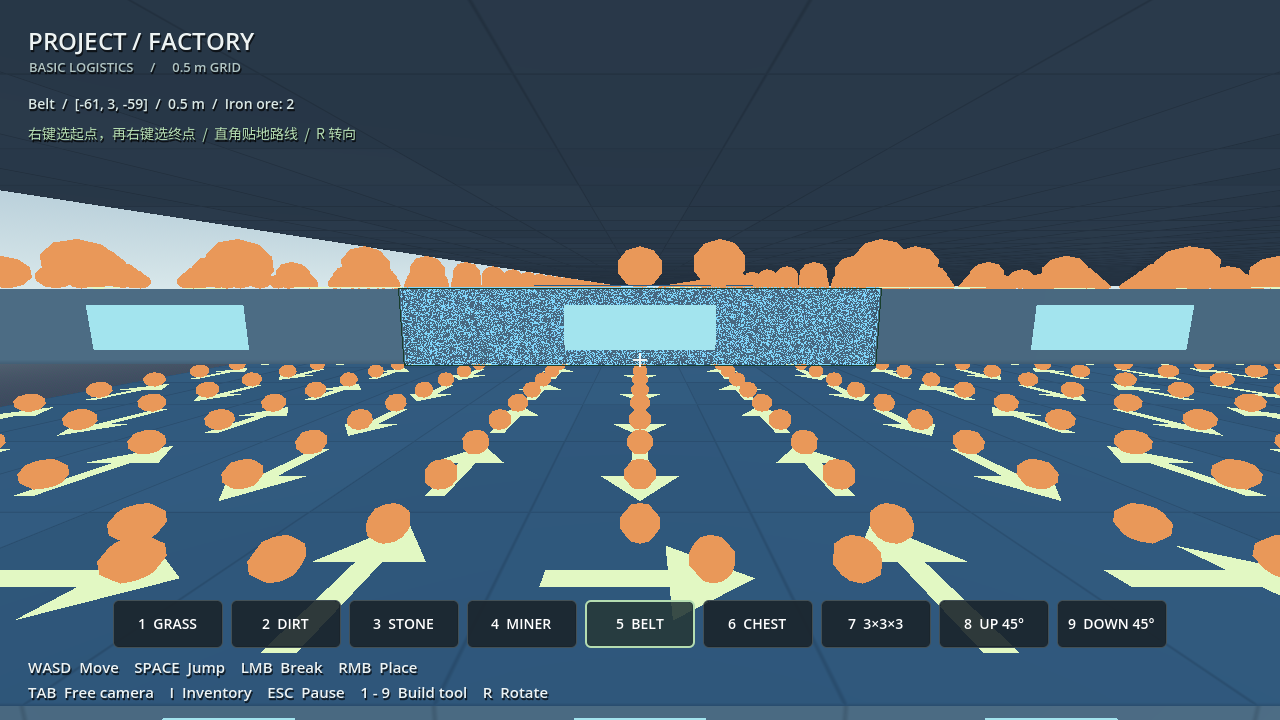 PROJECT / FACTORY
BASIC LOGISTICS / 0.5 m GRID
Belt / [-61, 3, -59] / 0.5 m / Iron ore: 2
右键选起点，再右键选终点 / 直角贴地路线 / R 转向
1 GRASS 2 DIRT 3 STONE 4 MINER 5 BELT 6 CHEST 7 3×3×3 8 UP 45° 9 DOWN 45°
WASD Move SPACE Jump LMB Break RMB Place
TAB Free camera I Inventory ESC Pause 1 - 9 Build tool R Rotate